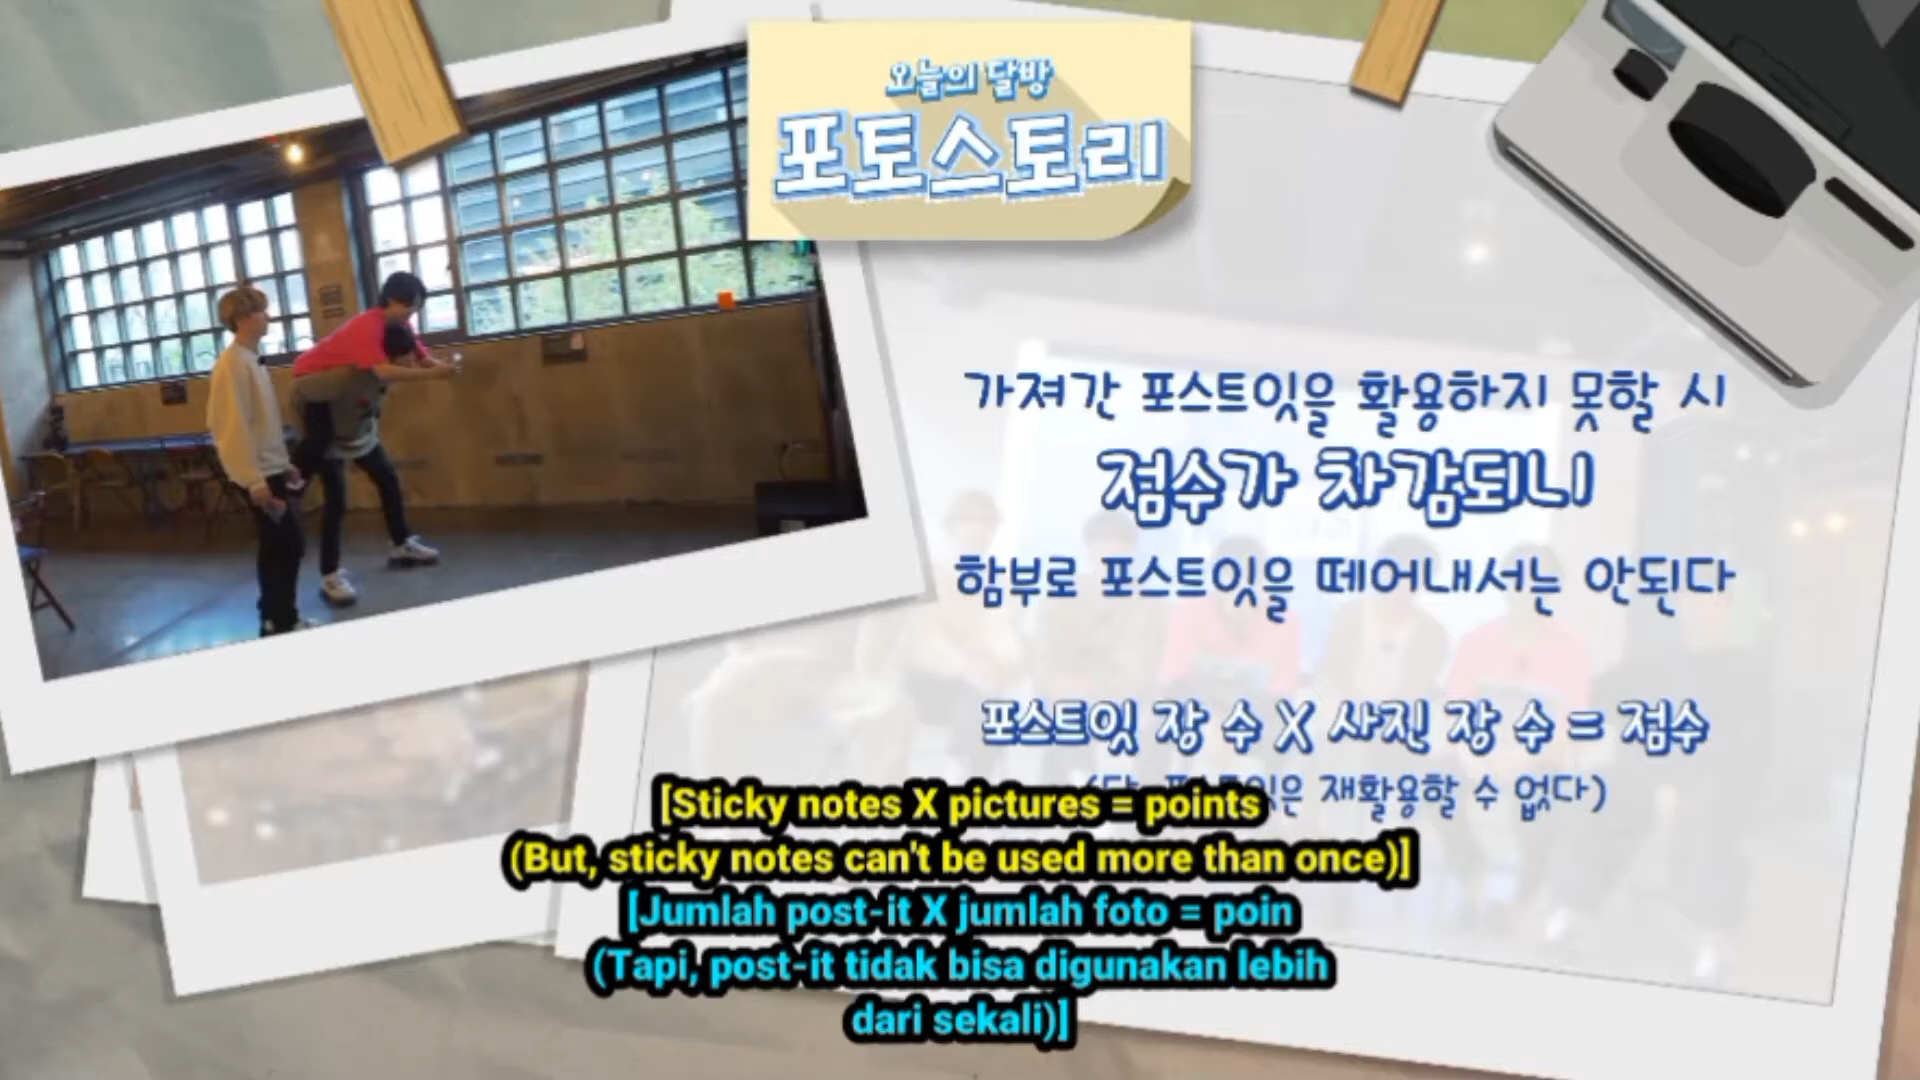 오늘의 달방
포토스토리
가져간 포스트잇을 활용하지 못할 시
점수가 차감되니
함부로 포스트잇을 떼어내서는 안된다
포스트잇 장 수 X 사진 장 수 = 점수
재활용할 수 없다)
[Sticky notes X pictures = points
(But, sticky notes can't be used more than once)]
[Jumlah post-it X jumlah foto = poin
(Tapi, post-it tidak bisa digunakan lebih
dari sekali)]